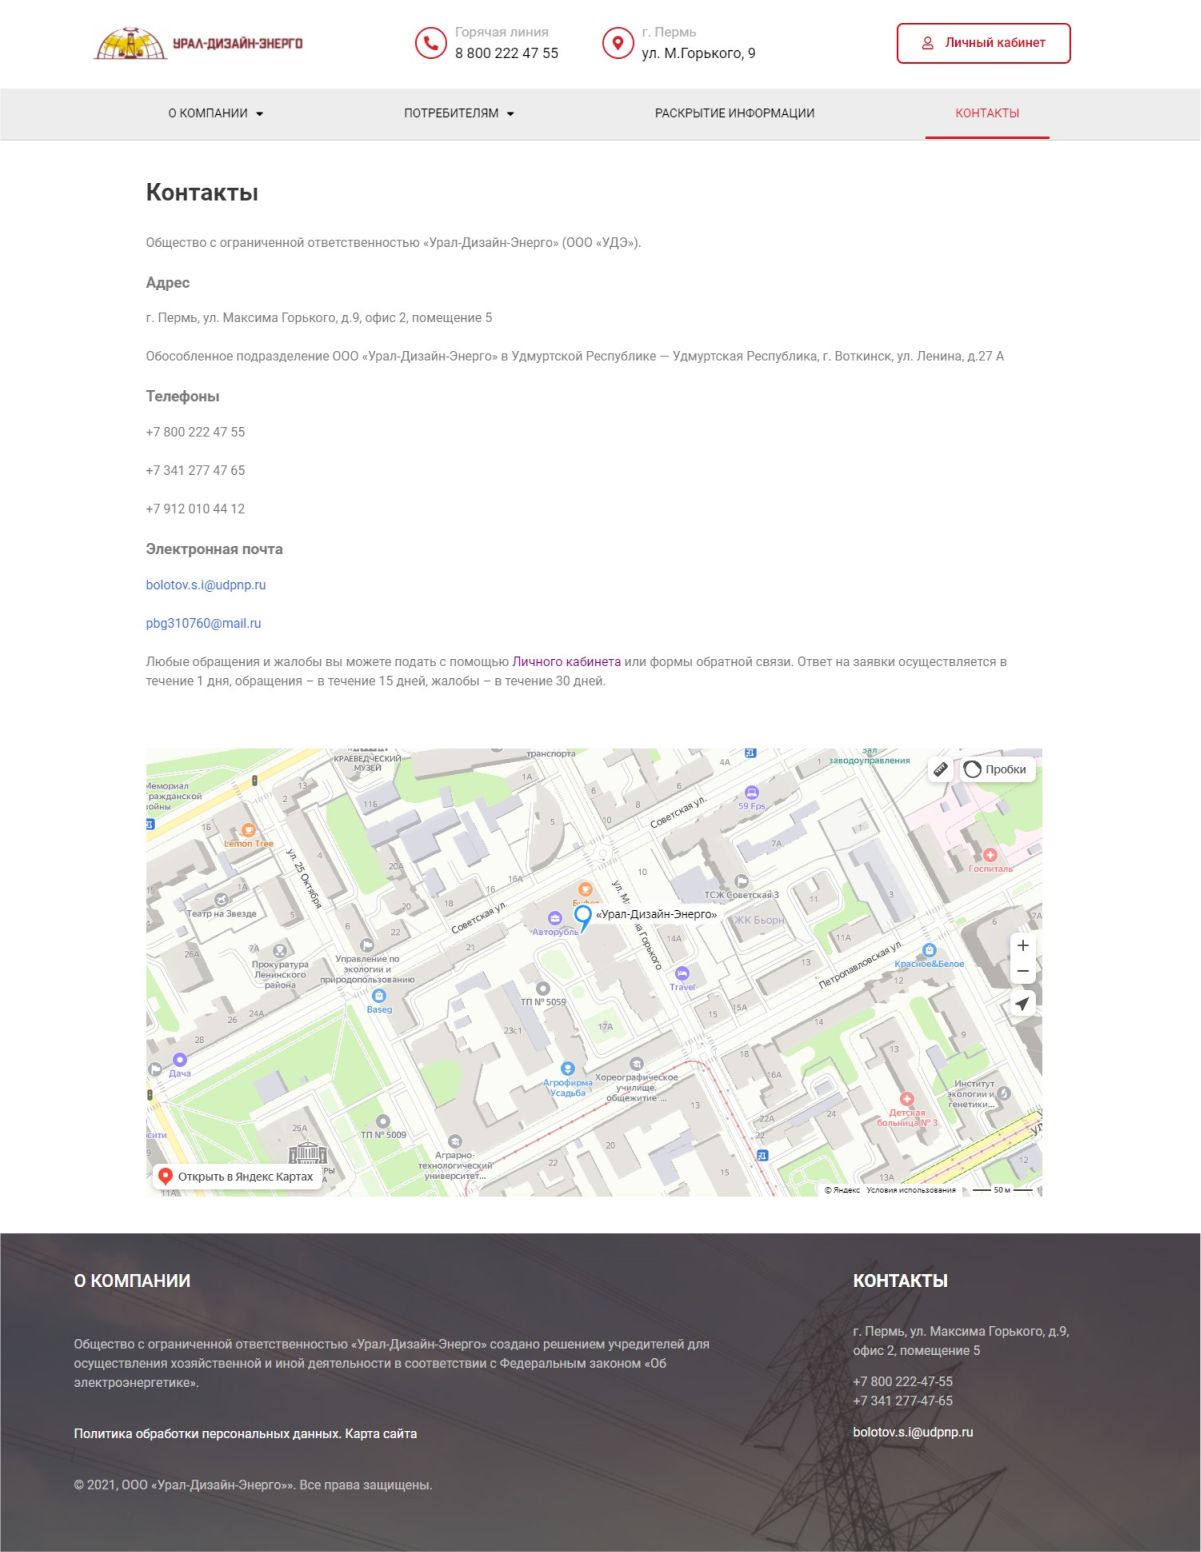 УРАЛ-ДИЗАЙН-ЭНЕРГО
Горячая линия
8 800 222 47 55
г. Пермь
ул. М.Горького, 9
Личный кабинет
О КОМПАНИИ
ПОТРЕБИТЕЛЯМ
РАСКРЫТИЕ ИНФОРМАЦИИ
КОНТАКТЫ
Контакты
Общество с ограниченной ответственностью «Урал-Дизайн-Энерго» (ООО «УДЭ»).
Адрес
г. Пермь, ул. Максима Горького, д.9, офис 2, помещение 5
Обособленное подразделение ООО «Урал-Дизайн-Энерго» в Удмуртской Республике — Удмуртская Республика, г. Воткинск, ул. Ленина, д.27 А
Телефоны
+7 800 222 47 55
+7 341 277 47 65
+7 912 010 44 12
Электронная почта
bolotov.s.i@udpnp.ru
pbg310760@mail.ru
Любые обращения и жалобы вы можете подать с помощью Личного кабинета или формы обратной связи. Ответ на заявки осуществляется в
течение 1 дня, обращения – в течение 15 дней, жалобы – в течение 30 дней.
КРАЕВЕДЧЕСКИЙ
МУЗЕЙ
транспорта
зал
заводоуправления
Пробки
Lemon Tree
59 Fps
Советская ул.
ул. 25 Октября
Госпиталь
ТСЖ Советская 3
Театр на Звезде
Советская ул.
«Урал-Дизайн-Энерго»
ЖК Бьорн
Авторубль
Прокуратура
Ленинского
района
Управление по
экологии и
природопользованию
Петропавловская ул.
Красное&Белое
Travel
Baseg
ТП № 5059
Дача
Агрофирма
Усадьба
Хореографическое
училище,
общежитие ...
Институт
экологии и
генетики...
Детская
больница № 3
ТП № 5009
Аграрно-
технологический
университет...
Открыть в Яндекс Картах
© Яндекс Условия использования
50 м
О КОМПАНИИ
Общество с ограниченной ответственностью «Урал-Дизайн-Энерго» создано решением учредителей для
осуществления хозяйственной и иной деятельности в соответствии с Федеральным законом «Об
электроэнергетике».
Политика обработки персональных данных. Карта сайта
© 2021, ООО «Урал-Дизайн-Энерго»». Все права защищены.
КОНТАКТЫ
г. Пермь, ул. Максима Горького, д.9,
офис 2, помещение 5
+7 800 222-47-55
+7 341 277-47-65
bolotov.s.i@udpnp.ru